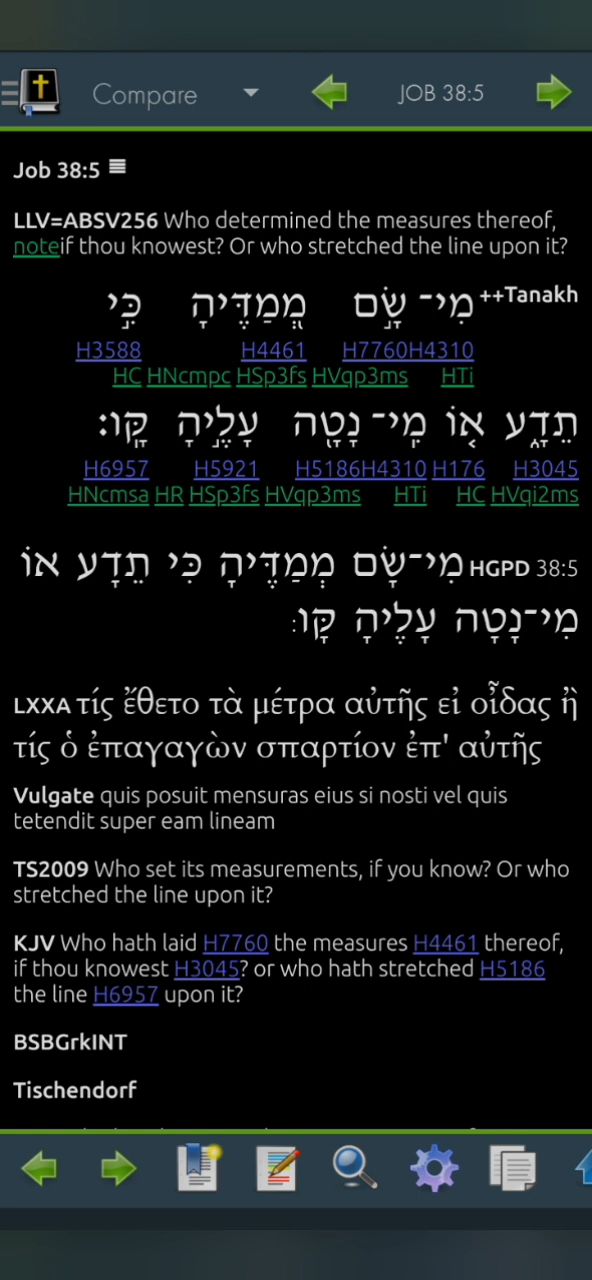 Compare
JOB 38:5
Job 38:5
LLV=ABSV256 Who determined the measures thereof,
noteif thou knowest? Or who stretched the line upon it?
++Tanakh מִי־ שָׂ֣ם מְ֭מַדֶּיהָ כִּ֣י
H3588 H4461 H7760H4310
HC HNcmpc HSp3fs HVqp3ms HTi
תֵדָ֑ע א֤וֹ מִֽי־ נָטָ֖ה עָלֶ֣יהָ קָּֽו׃
H6957 H5921 H5186H4310 H176 H3045
HNcmsa HR HSp3fs HVqp3ms HTi HC HVqi2ms
HGPD 38:5 מִי־שָׂם מְמַדֶּיהָ כִּי תֵדָע אוֹ
מִי־נָטָה עָלֶיהָ קָּו׃
LXXA τίς ἔθετο τὰ μέτρα αὐτῆς εἰ οἶδας ἢ
τίς ὁ ἐπαγαγὼν σπαρτίον ἐπ' αὐτῆς
Vulgate quis posuit mensuras eius si nosti vel quis
tetendit super eam lineam
TS2009 Who set its measurements, if you know? Or who
stretched the line upon it?
KJV Who hath laid H7760 the measures H4461 thereof,
if thou knowest H3045? or who hath stretched H5186
the line H6957 upon it?
BSBGrkINT
Tischendorf